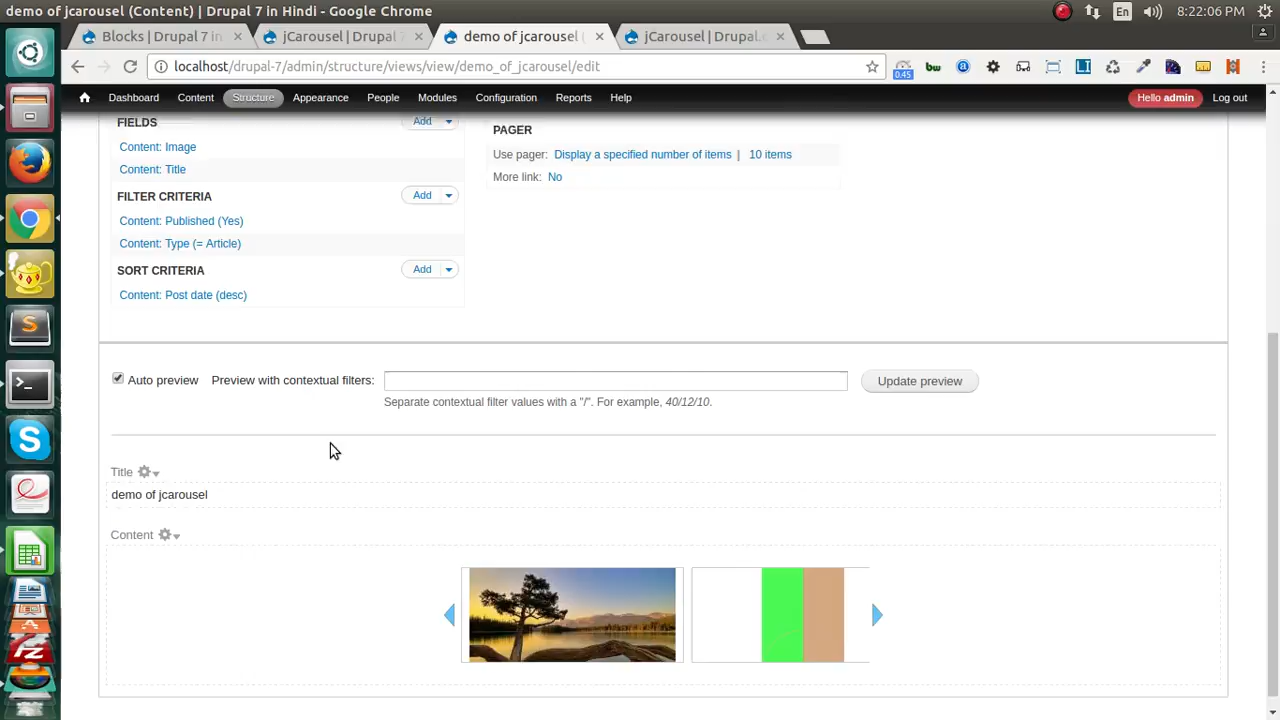 demo of jcarousel (Content) | Drupal 7 in Hindi - Google Chrome
En
8:22:06 PM
Blocks | Drupal 7 in
jCarousel | Drupal 7
demo of jcarousel (
jCarousel | Drupal.
localhost/drupal-7/admin/structure/views/view/demo_of_jcarousel/edit
0.45
bw
Dashboard
Content
Structure
Appearance
People
Modules
Configuration
Reports
Help
Hello admin
Log out
FIELDS
Add
Content: Image
Content: Title
FILTER CRITERIA
Add
Content: Published (Yes)
Content: Type (= Article)
SORT CRITERIA
Add
Content: Post date (desc)
PAGER
Use pager: Display a specified number of items | 10 items
More link: No
Auto preview
Preview with contextual filters:
Update preview
Separate contextual filter values with a "/". For example, 40/12/10.
Title
demo of jcarousel
Content